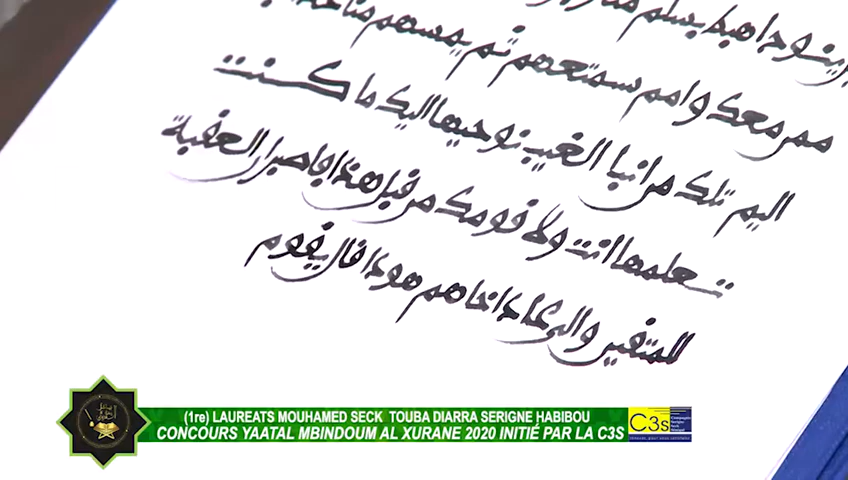 ينوح اهبط بسلم منا
ممن معك وامم سنمتعهم ثم يمسهم منا
اليم تلك من انبا الغيب نوحيها اليك ما كنت
تعلمها انت ولا قومك من قبل هذا فاصبر ان العقبة
للمتقين والى عاد اخاهم هودا قال يقوم
(1re) LAUREATS MOUHAMED SECK TOUBA DIARRA SERIGNE HABIBOU
CONCOURS YAATAL MBINDOUM AL XURANE 2020 INITIÉ PAR LA C3S
C3s